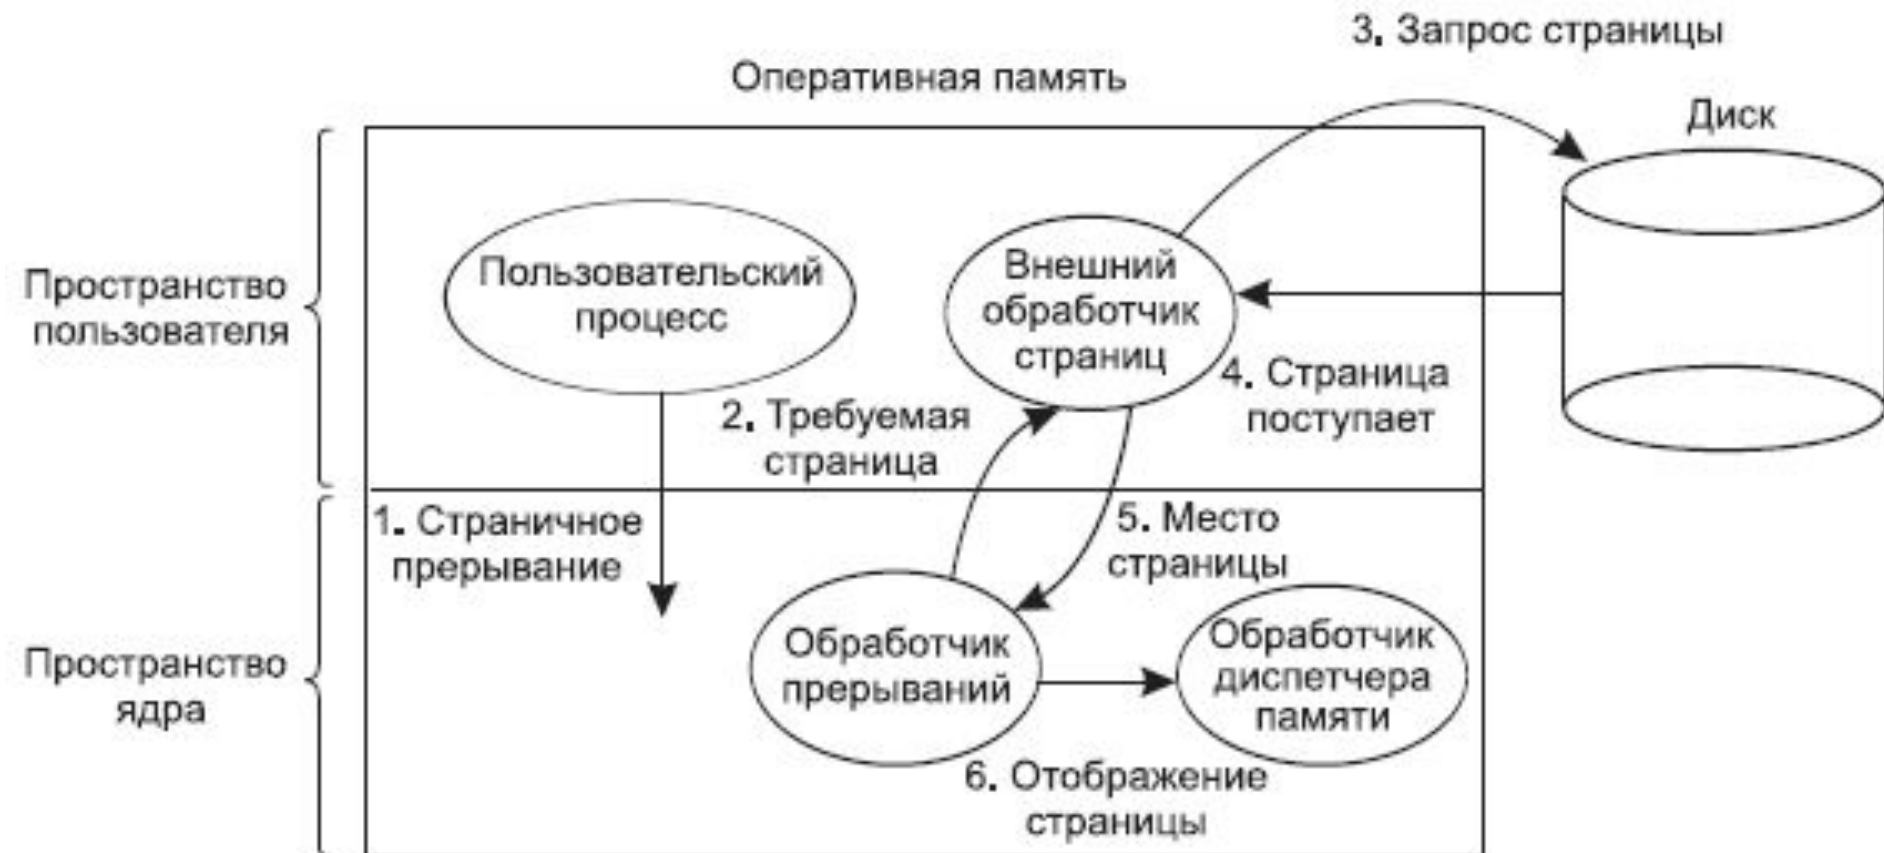 3. Запрос страницы
Оперативная память
Диск
Пространство
пользователя
Пользовательский
процесс
Внешний
обработчик
страниц
4. Страница
поступает
2. Требуемая
страница
1. Страничное
прерывание
5. Место
страницы
Пространство
ядра
Обработчик
прерываний
Обработчик
диспетчера
памяти
6. Отображение
страницы